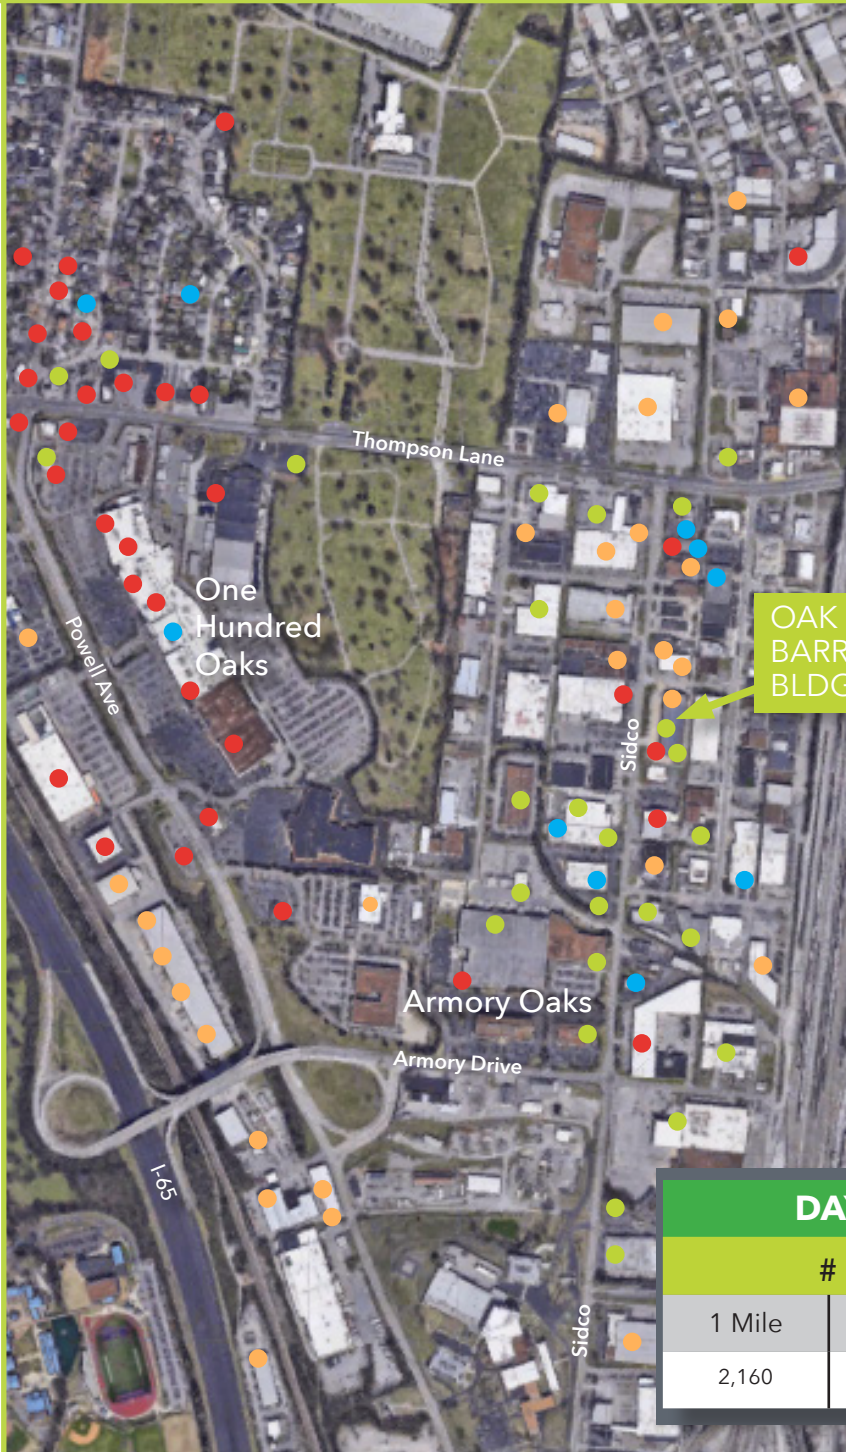 Thompson Lane
One
Hundred
Oaks
Powell Ave
OAK
BARR
BLDG
Sidco
Armory Oaks
Armory Drive
I-65
Sidco
DAY
#
1 Mile
2,160